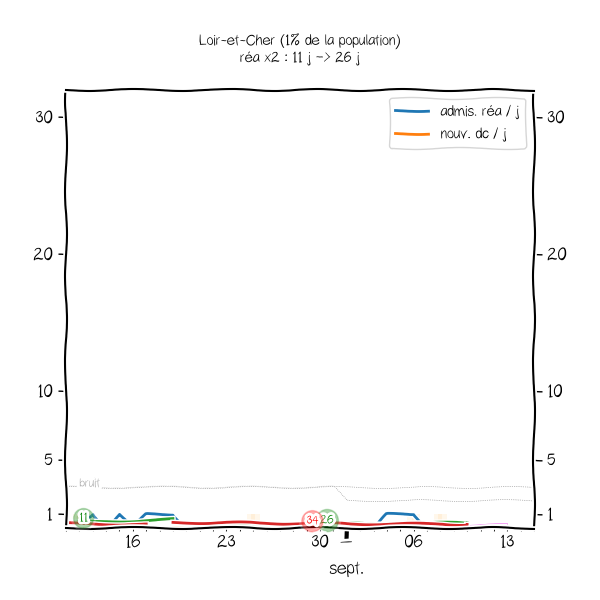 Loir-et-Cher (1% de la population)
réa x2 : 11 j -> 26 j
admis. réa / j
nouv. dc / j
30 30
20 20
10 10
5 5
bruit
1 1
11 34 26
16 23 30 06 13
sept.